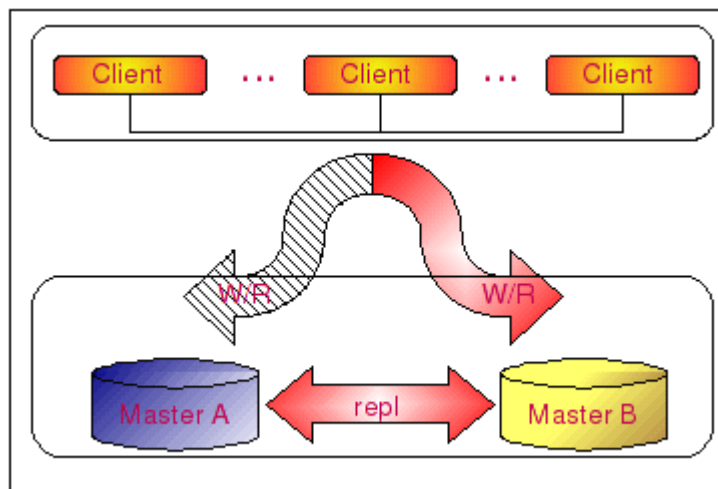 Client ... Client ... Client
W/R W/R
Master A repl Master B